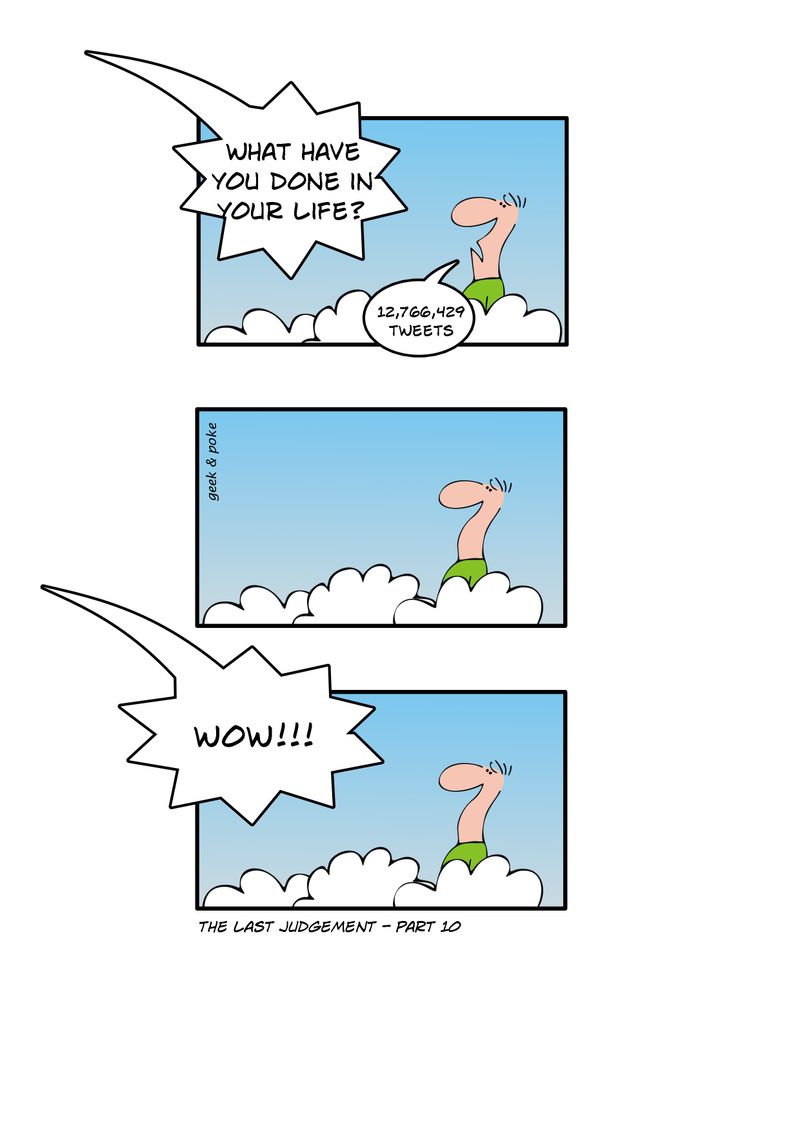 WHAT HAVE
YOU DONE IN
YOUR LIFE?
12,766,429
TWEETS
geek & poke
WOW!!!
THE LAST JUDGEMENT - PART 10